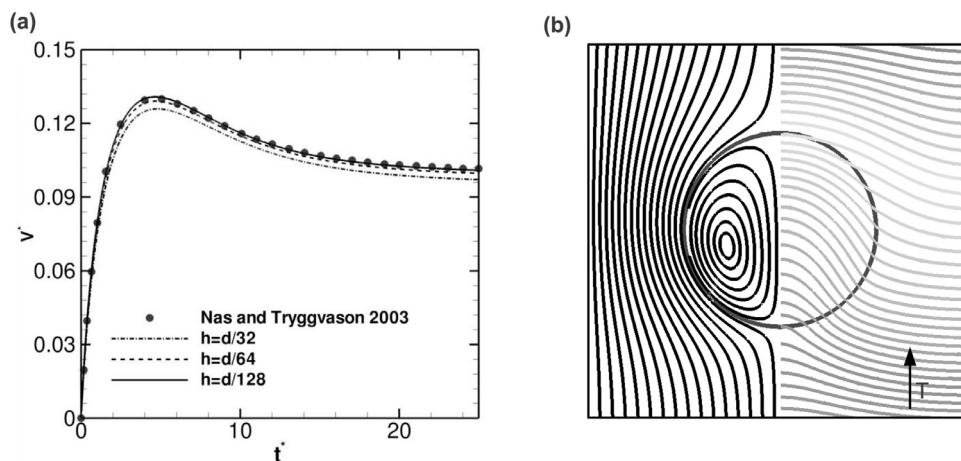 (a)
0.15
0.12
0.09
0.06
0.03
0
V*
Nas and Tryggvason 2003
h=d/32
h=d/64
h=d/128
0
10
20
t*
(b)
T